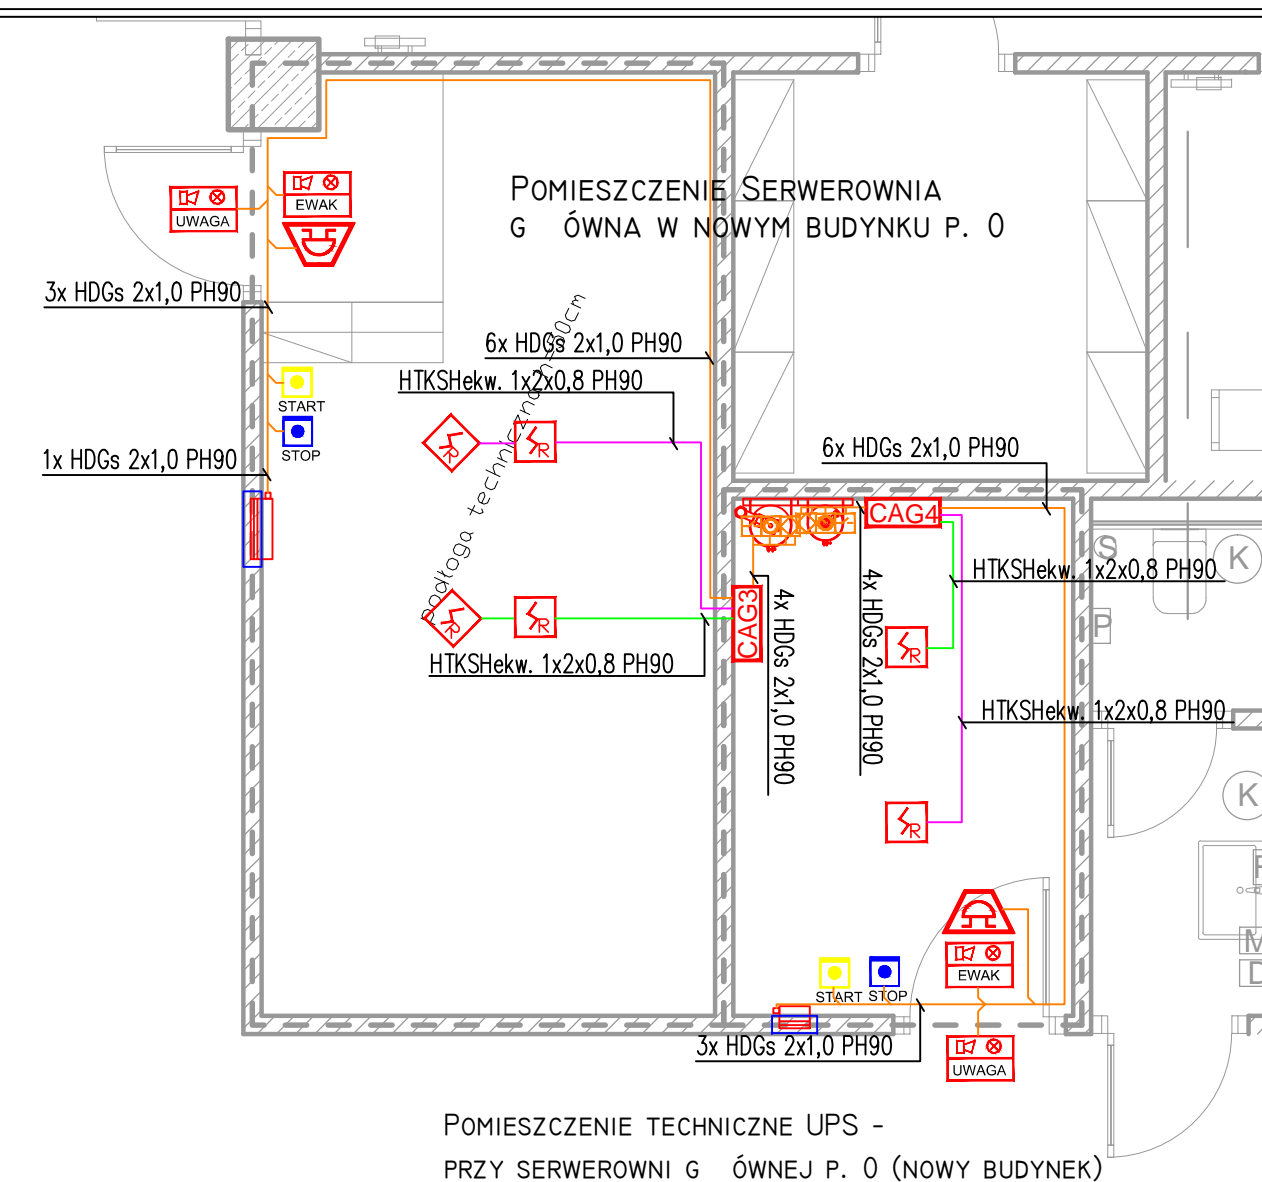 POMIESZCZENIE SERWEROWNIA
G ÓWNA W NOWYM BUDYNKU P. 0
UWAGA
EWAK
3x HDGs 2x1,0 PH90
6x HDGs 2x1,0 PH90
HTKSHekw. 1x2x0,8 PH90
START
STOP
1x HDGs 2x1,0 PH90
R
R
podłoga techniczna h=30cm
R
R
HTKSHekw. 1x2x0,8 PH90
6x HDGs 2x1,0 PH90
CAG4
CAG3
4x HDGs 2x1,0 PH90
4x HDGs 2x1,0 PH90
HTKSHekw. 1x2x0,8 PH90
S
K
P
R
HTKSHekw. 1x2x0,8 PH90
R
K
M
EWAK
START
STOP
3x HDGs 2x1,0 PH90
UWAGA
POMIESZCZENIE TECHNICZNE UPS -
PRZY SERWEROWNI G ÓWNEJ P. 0 (NOWY BUDYNEK)